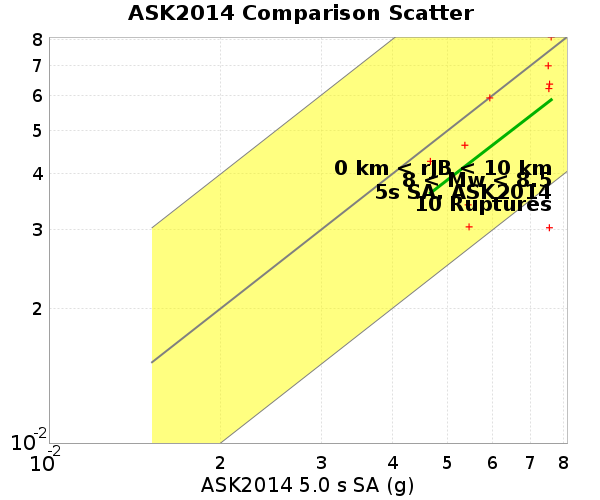 ASK2014 Comparison Scatter
8
7
6
5
4
3
2
10-2
0 km < rJB < 10 km
8 < Mw < 8.5
5s SA, ASK2014
10 Ruptures
10-2
2 3 4 5 6 7 8
ASK2014 5.0 s SA (g)